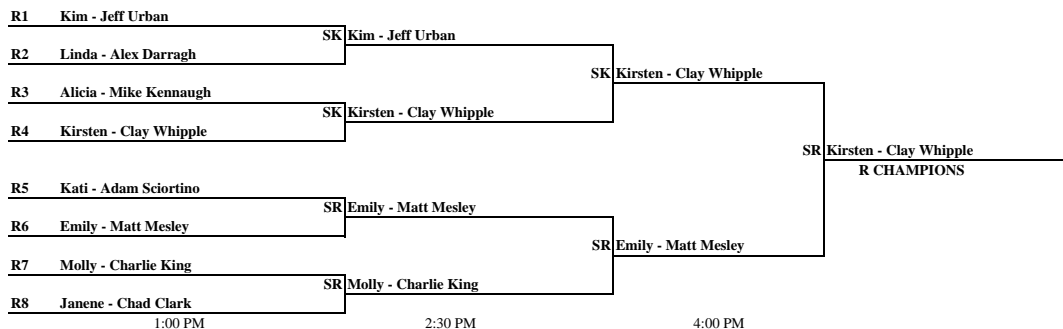 R1 Kim - Jeff Urban
SK Kim - Jeff Urban
R2 Linda - Alex Darragh
SK Kirsten - Clay Whipple
R3 Alicia - Mike Kennaugh
SK Kirsten - Clay Whipple
R4 Kirsten - Clay Whipple
SR Kirsten - Clay Whipple
R CHAMPIONS
R5 Kati - Adam Sciortino
SR Emily - Matt Mesley
R6 Emily - Matt Mesley
SR Emily - Matt Mesley
R7 Molly - Charlie King
SR Molly - Charlie King
R8 Janene - Chad Clark
1:00 PM 2:30 PM 4:00 PM